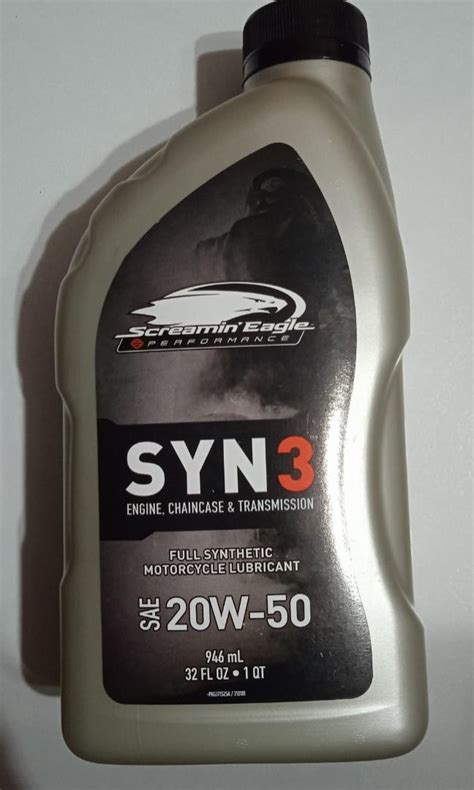 Screamin' Eagle
PERFORMANCE
SYN3
ENGINE, CHAINCASE & TRANSMISSION
FULL SYNTHETIC
MOTORCYCLE LUBRICANT
SAE 20W-50
946 mL
32 FL OZ • 1 QT